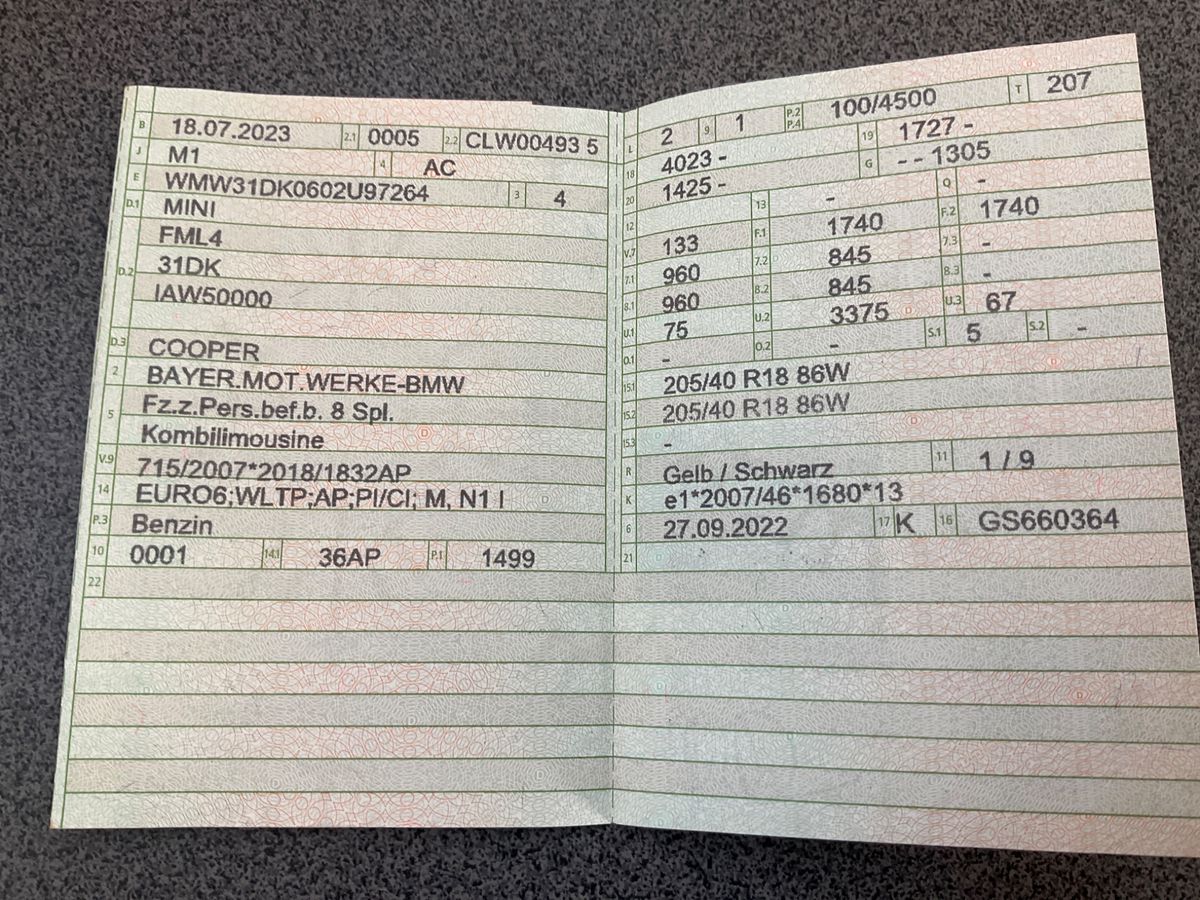 B 18.07.2023 2.1 0005 2.2 CLW00493 5
J M1 4 AC
E WMW31DK0602U97264 3 4
D.1 MINI
D.2 FML4
31DK
IAW50000
D.3 COOPER
2 BAYER.MOT.WERKE-BMW
5 Fz.z.Pers.bef.b. 8 Spl.
Kombilimousine
V.9 715/2007*2018/1832AP
14 EURO6;WLTP;AP;PI/CI; M, N1 I
P.3 Benzin
10 0001 14.1 36AP P.1 1499
22
L 2 9 1 P.2 P.4 100/4500 T 207
18 4023 - 19 1727 -
20 1425 - G - - 1305
12 13 - Q -
V.7 133 F.1 1740 F.2 1740
7.1 960 7.2 845 7.3 -
8.1 960 8.2 845 8.3 -
U.1 75 U.2 3375 U.3 67
O.1 - O.2 - S.1 5 S.2 -
15.1 205/40 R18 86W
15.2 205/40 R18 86W
15.3 -
R Gelb / Schwarz 11 1 / 9
K e1*2007/46*1680*13
6 27.09.2022 17 K 16 GS660364
21